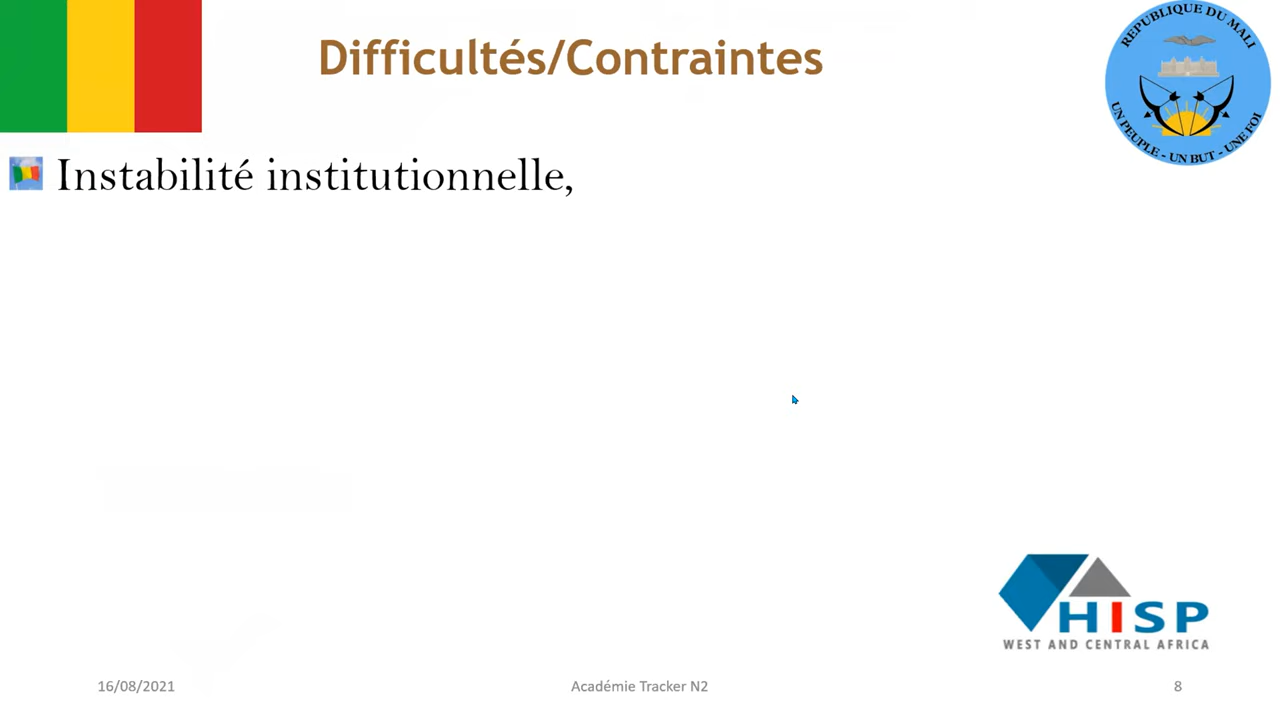 Difficultés/Contraintes
REPUBLIQUE DU MALI
UN PEUPLE - UN BUT - UNE FOI
Instabilité institutionnelle,
HISP
WEST AND CENTRAL AFRICA
16/08/2021
Académie Tracker N2
8